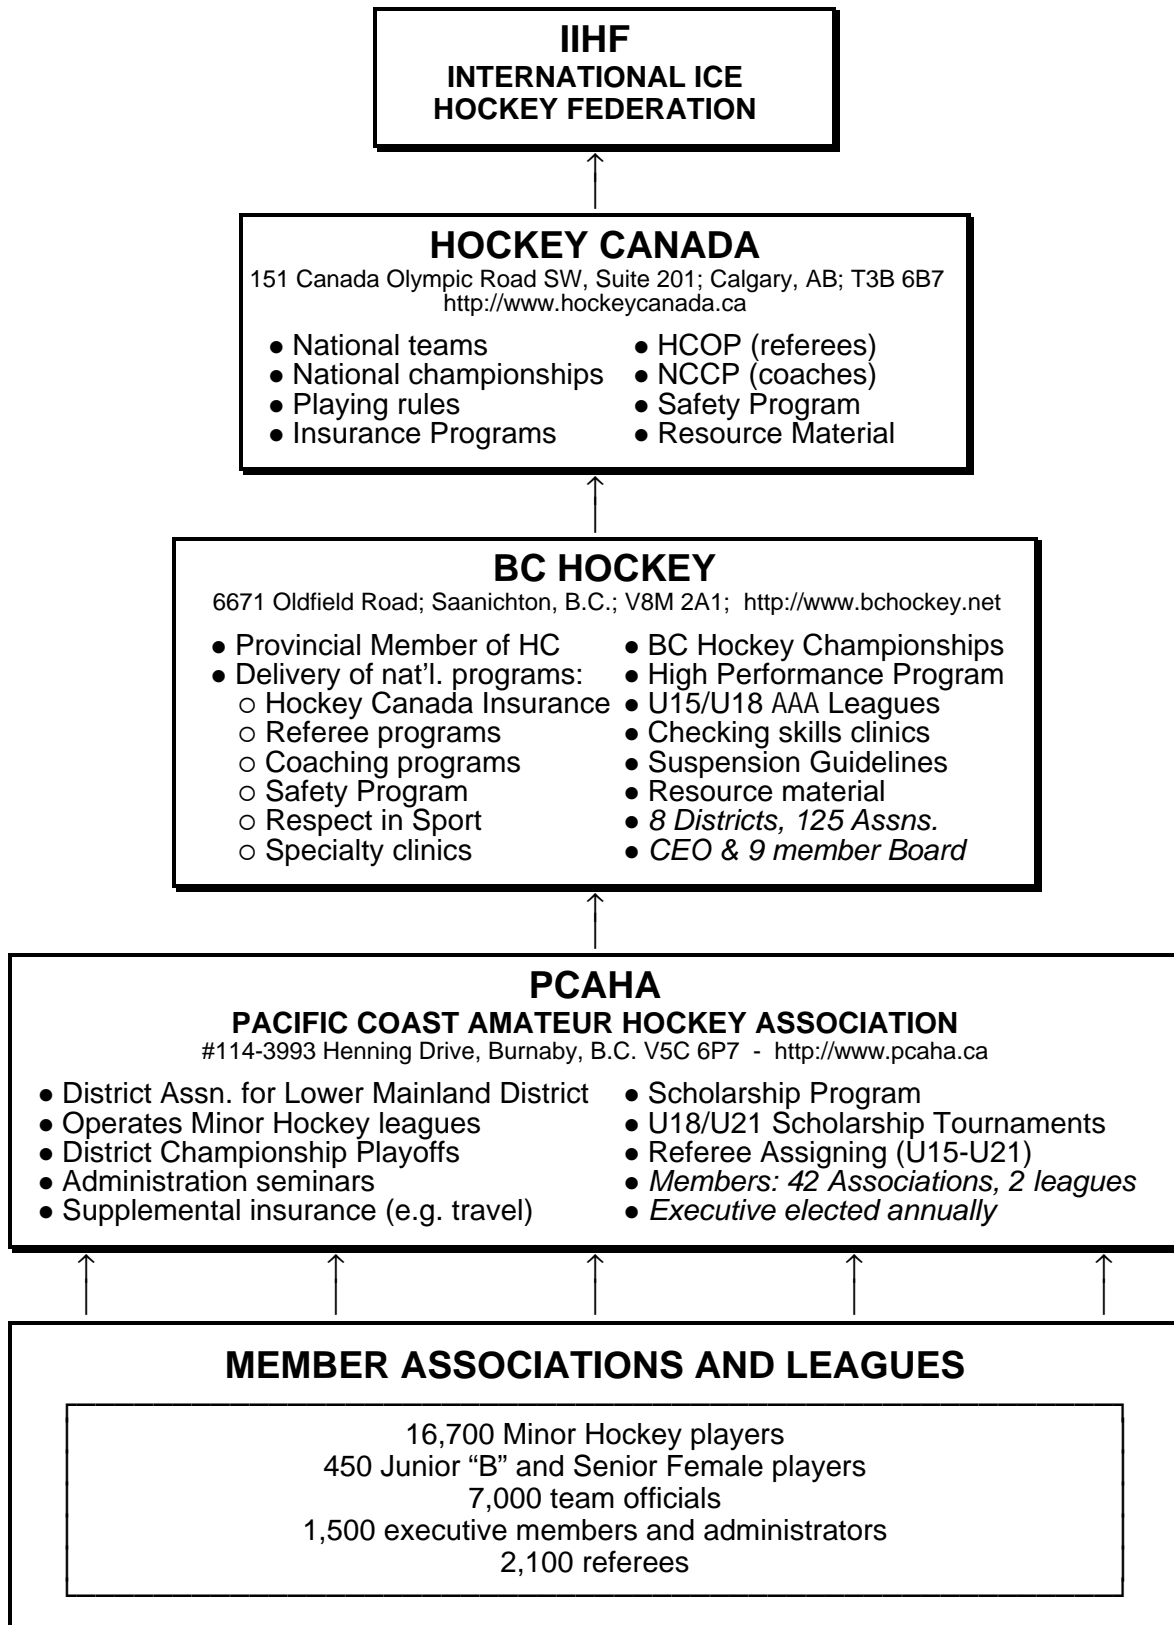 IIHF
INTERNATIONAL ICE
HOCKEY FEDERATION
HOCKEY CANADA
151 Canada Olympic Road SW, Suite 201; Calgary, AB; T3B 6B7
http://www.hockeycanada.ca
● National teams
● National championships
● Playing rules
● Insurance Programs
● HCOP (referees)
● NCCP (coaches)
● Safety Program
● Resource Material
BC HOCKEY
6671 Oldfield Road; Saanichton, B.C.; V8M 2A1; http://www.bchockey.net
● Provincial Member of HC
● Delivery of nat'l. programs:
○ Hockey Canada Insurance
○ Referee programs
○ Coaching programs
○ Safety Program
○ Respect in Sport
○ Specialty clinics
● BC Hockey Championships
● High Performance Program
● U15/U18 AAA Leagues
● Checking skills clinics
● Suspension Guidelines
● Resource material
● 8 Districts, 125 Assns.
● CEO & 9 member Board
PCAHA
PACIFIC COAST AMATEUR HOCKEY ASSOCIATION
#114-3993 Henning Drive, Burnaby, B.C. V5C 6P7 - http://www.pcaha.ca
● District Assn. for Lower Mainland District
● Operates Minor Hockey leagues
● District Championship Playoffs
● Administration seminars
● Supplemental insurance (e.g. travel)
● Scholarship Program
● U18/U21 Scholarship Tournaments
● Referee Assigning (U15-U21)
● Members: 42 Associations, 2 leagues
● Executive elected annually
MEMBER ASSOCIATIONS AND LEAGUES
16,700 Minor Hockey players
450 Junior “B” and Senior Female players
7,000 team officials
1,500 executive members and administrators
2,100 referees